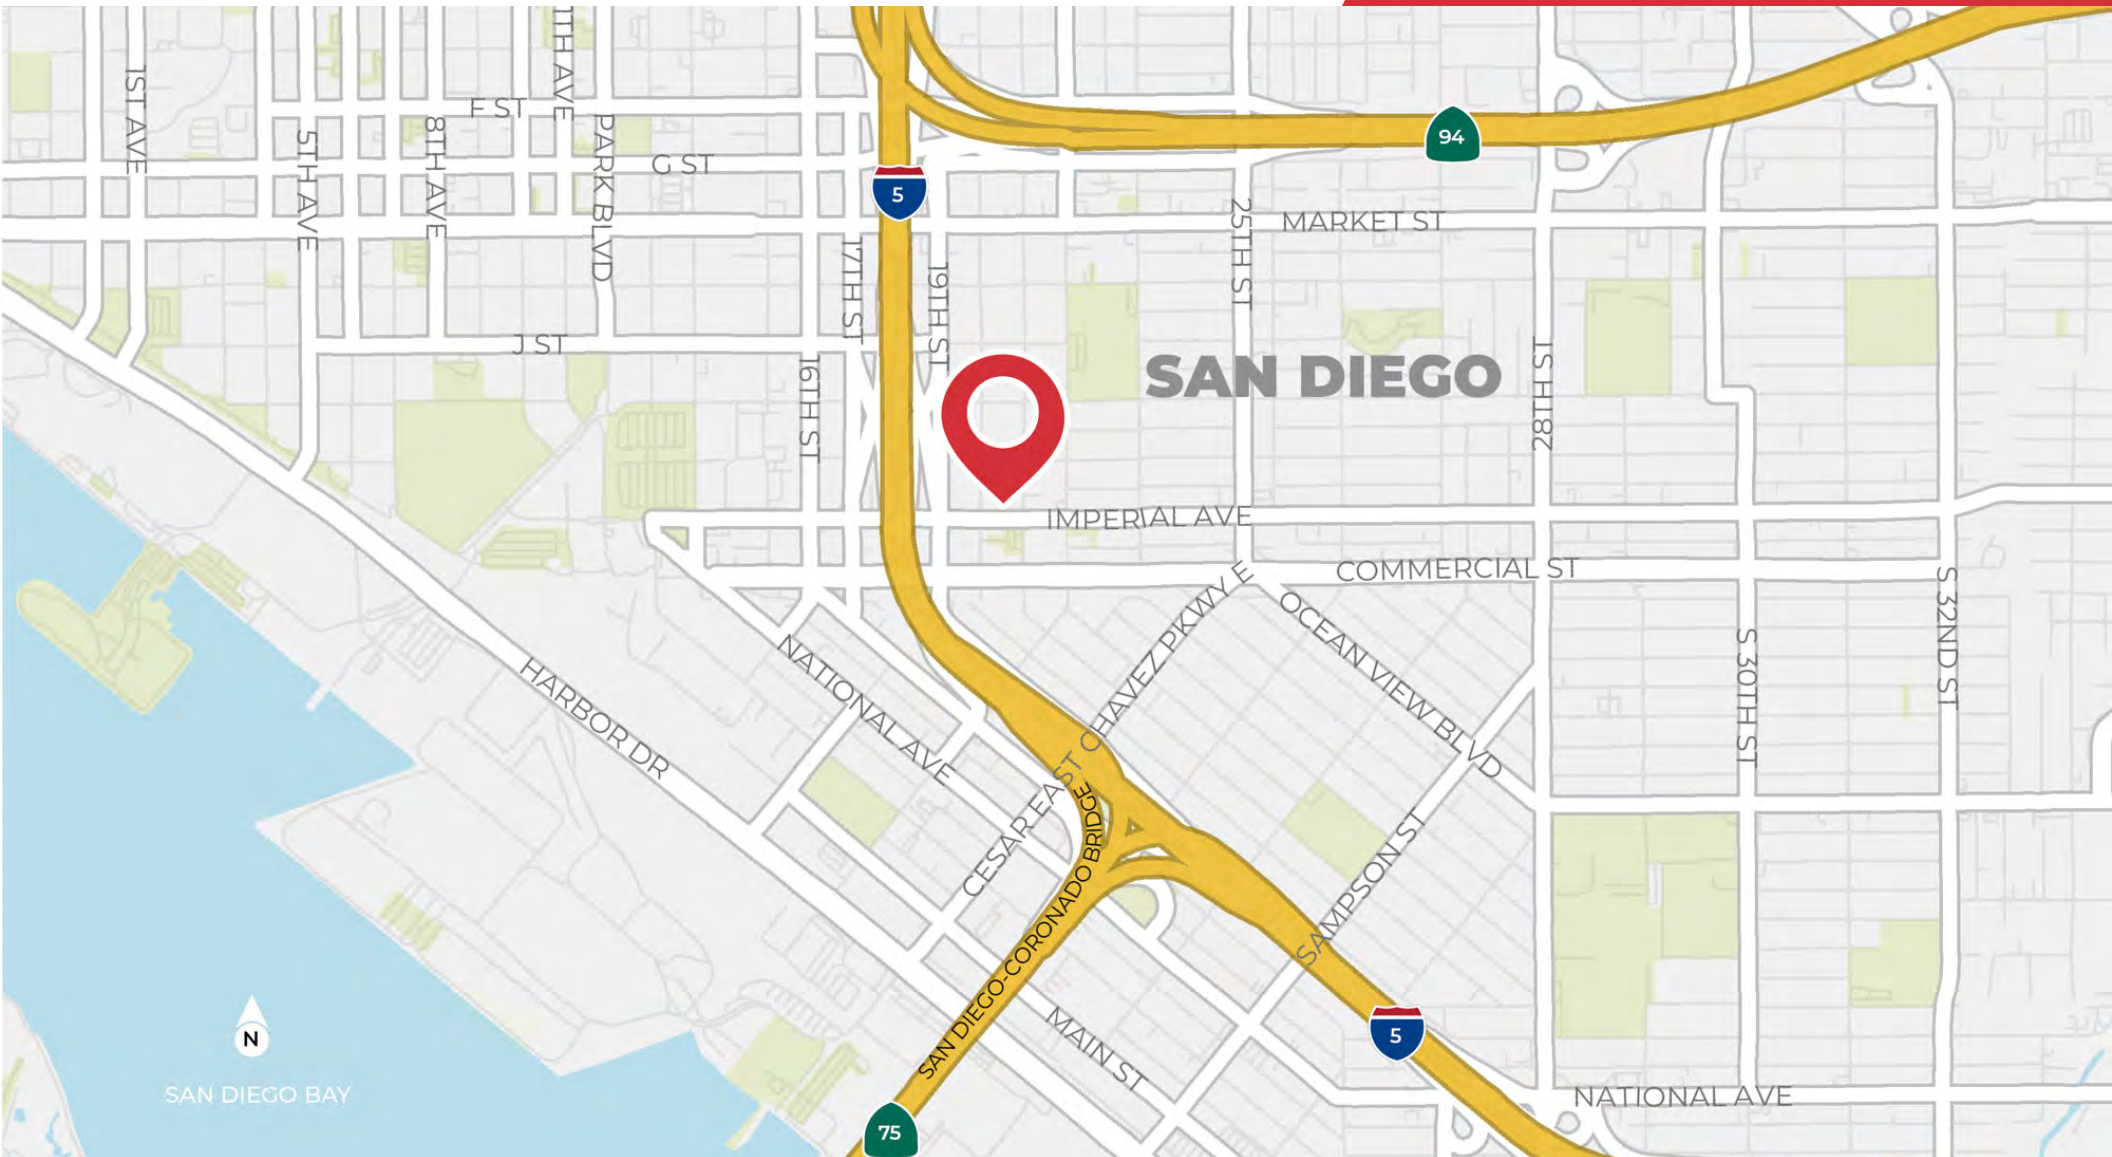 1ST AVE
5TH AVE
8TH AVE
F ST
11TH AVE
PARK BLVD
G ST
5
94
MARKET ST
17TH ST
19TH ST
25TH ST
J ST
16TH ST
SAN DIEGO
28TH ST
IMPERIAL AVE
COMMERCIAL ST
CESAR EAST CHAVEZ PKWY E
OCEAN VIEW BLVD
S 30TH ST
S 32ND ST
NATIONAL AVE
HARBOR DR
SAN DIEGO-CORONADO BRIDGE
SAMPSON ST
N
SAN DIEGO BAY
MAIN ST
5
NATIONAL AVE
75